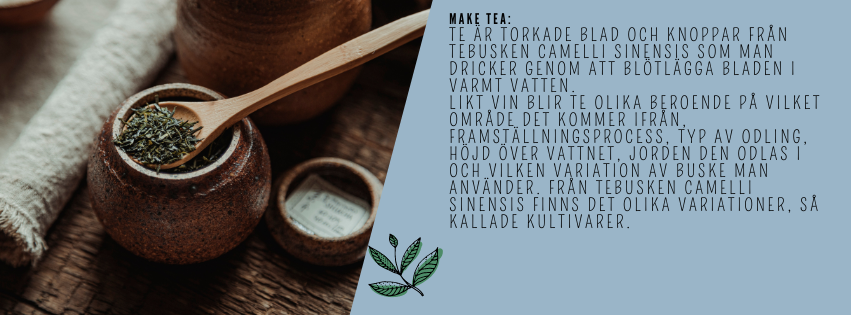 MAKE TEA:
TE ÄR TORKADE BLAD OCH KNOPPAR FRÅN
TEBUSKEN CAMELLI SINENSIS SOM MAN
DRICKER GENOM ATT BLÖTLÄGGA BLADEN I
VARMT VATTEN.
LIKT VIN BLIR TE OLIKA BEROENDE PÅ VILKET
OMRÅDE DET KOMMER IFRÅN,
FRAMSTÄLLNINGSPROCESS, TYP AV ODLING,
HÖJD ÖVER VATTNET, JORDEN DEN ODLAS I
OCH VILKEN VARIATION AV BUSKE MAN
ANVÄNDER. FRÅN TEBUSKEN CAMELLI
SINENSIS FINNS DET OLIKA VARIATIONER, SÅ
KALLADE KULTIVARER.